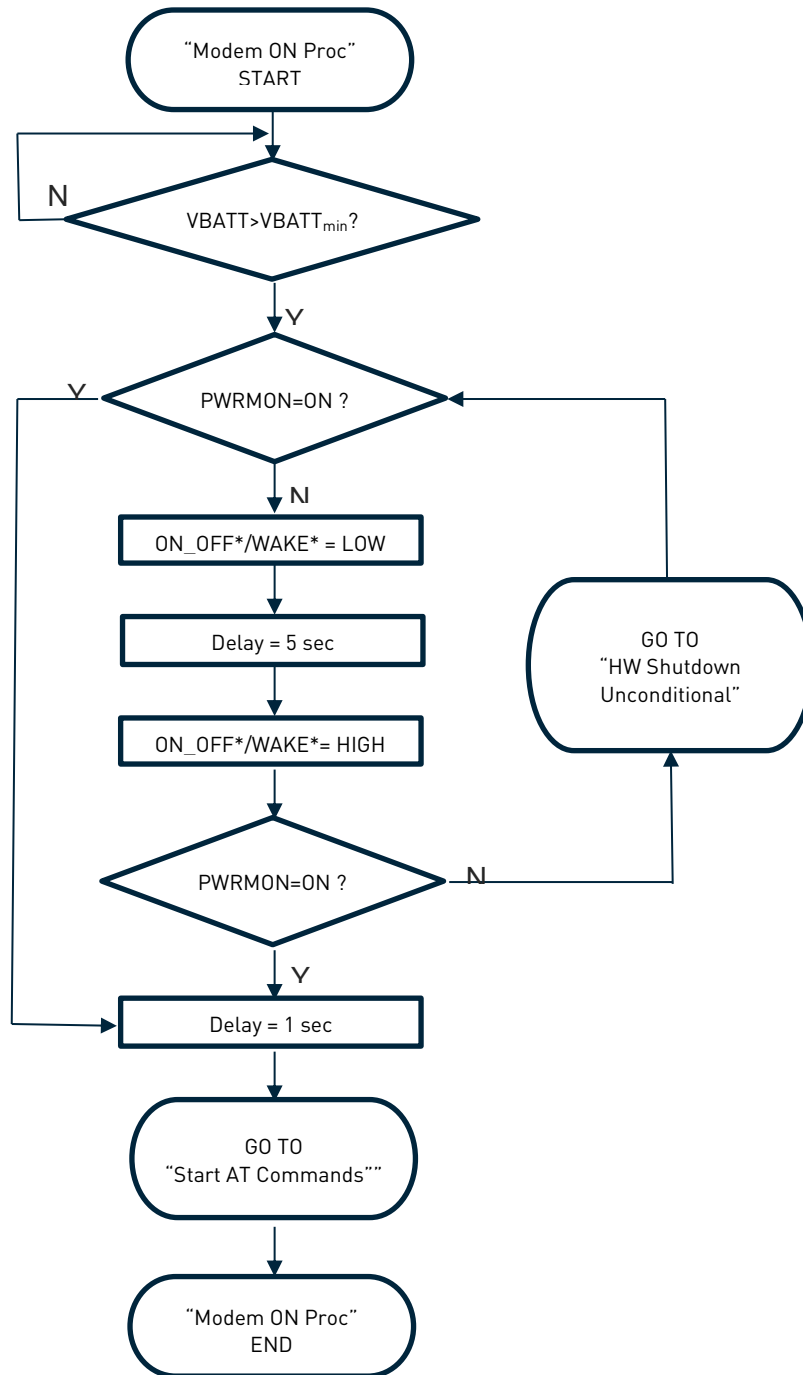 “Modem ON Proc”
START
N
VBATT>VBATTmin?
Y
Y
PWRMON=ON ?
N
ON_OFF*/WAKE* = LOW
Delay = 5 sec
GO TO
“HW Shutdown
Unconditional”
ON_OFF*/WAKE*= HIGH
PWRMON=ON ?
N
Y
Delay = 1 sec
GO TO
“Start AT Commands””
“Modem ON Proc”
END